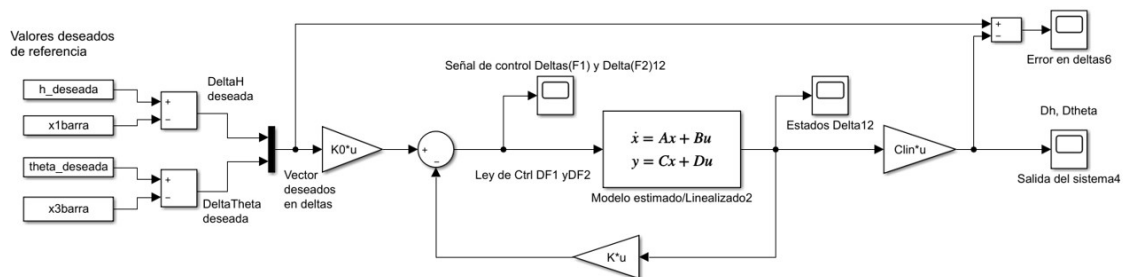 Valores deseados
de referencia
h_deseada
x1barra
theta_deseada
x3barra
+
−
+
−
DeltaH
deseada
DeltaTheta
deseada
Vector
deseados
en deltas
K0*u
+
−
Señal de control Deltas(F1) y Delta(F2)12
Ley de Ctrl DF1 yDF2
ẋ = Ax + Bu
y = Cx + Du
Modelo estimado/Linealizado2
K*u
Estados Delta12
Clin*u
+
−
Error en deltas6
Dh, Dtheta
Salida del sistema4